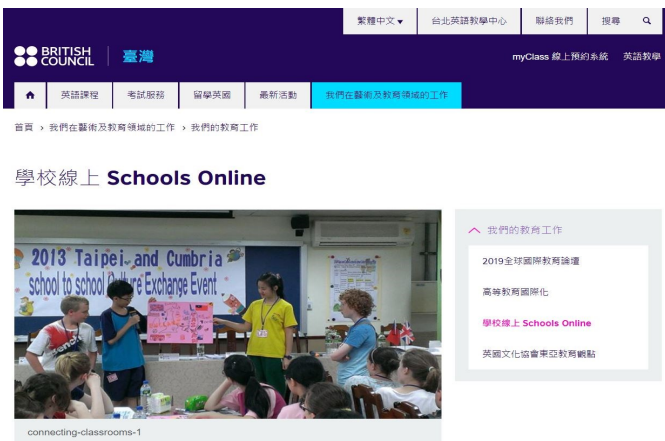 繁體中文▼
台北英語教學中心
聯絡我們
搜尋
BRITISH
COUNCIL
臺灣
myClass 線上預約系統
英語教學
英語課程
考試服務
留學英國
最新活動
我們在藝術及教育領域的工作
首頁 › 我們在藝術及教育領域的工作 › 我們的教育工作
學校線上 Schools Online
2013 Taipei and Cumbria
school to school Culture Exchange Event
connecting-classrooms-1
我們的教育工作
2019全球國際教育論壇
高等教育國際化
學校線上 Schools Online
英國文化協會東亞教育觀點